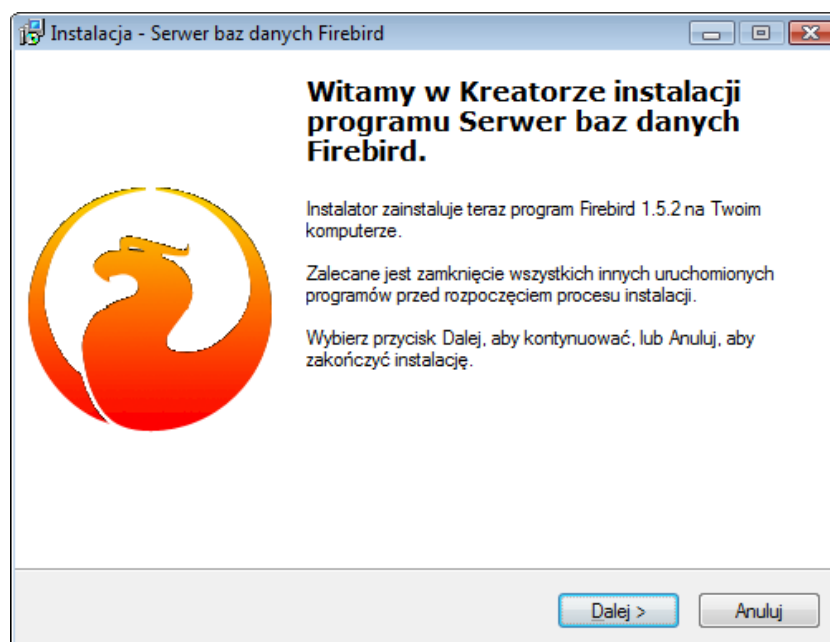 Instalacja - Serwer baz danych Firebird
Witamy w Kreatorze instalacji
programu Serwer baz danych
Firebird.
Instalator zainstaluje teraz program Firebird 1.5.2 na Twoim
komputerze.
Zalecane jest zamknięcie wszystkich innych uruchomionych
programów przed rozpoczęciem procesu instalacji.
Wybierz przycisk Dalej, aby kontynuować, lub Anuluj, aby
zakończyć instalację.
Dalej >
Anuluj